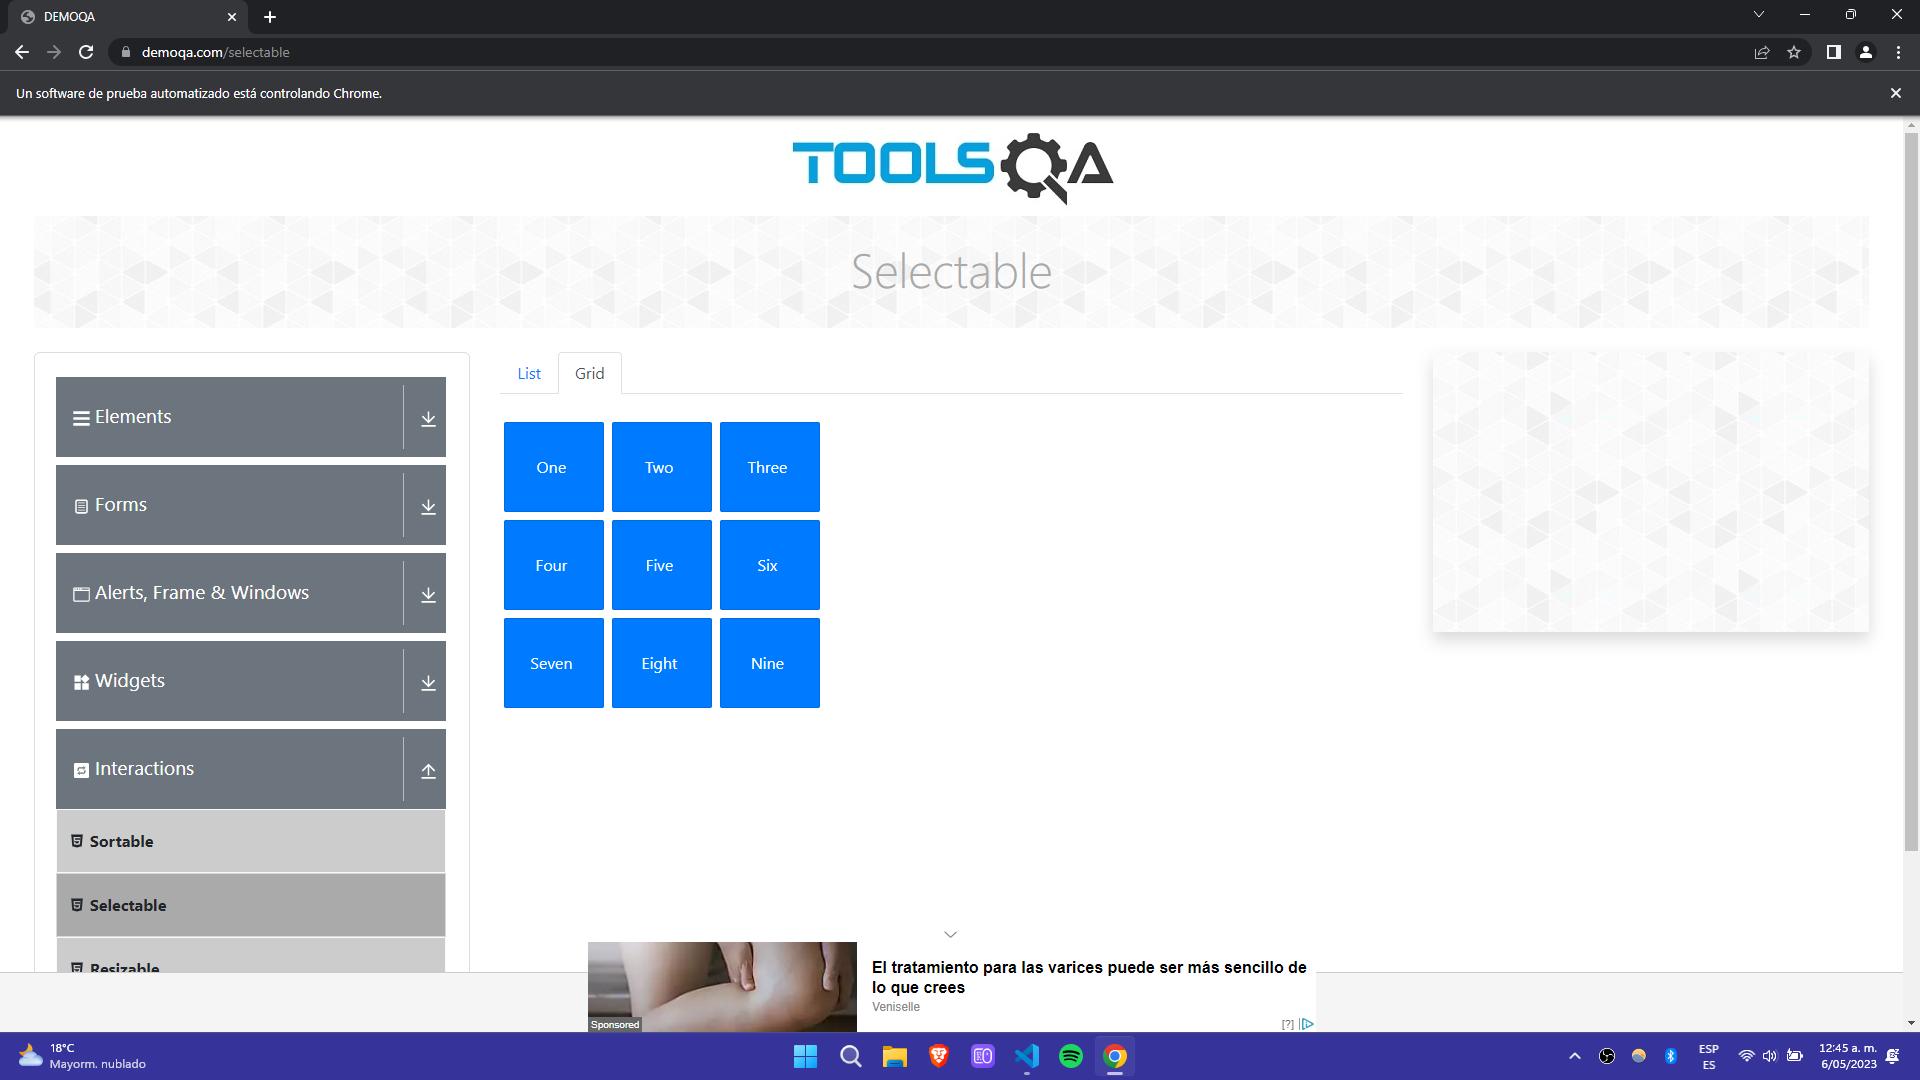 DEMOQA
demoqa.com/selectable
Un software de prueba automatizado está controlando Chrome.
TOOLSQA
Selectable
Elements
Forms
Alerts, Frame & Windows
Widgets
Interactions
Sortable
Selectable
Resizable
List
Grid
One
Two
Three
Four
Five
Six
Seven
Eight
Nine
Sponsored
El tratamiento para las varices puede ser más sencillo de
lo que crees
Veniselle
[?]
18°C
Mayorm. nublado
ESP
ES
12:45 a. m.
6/05/2023